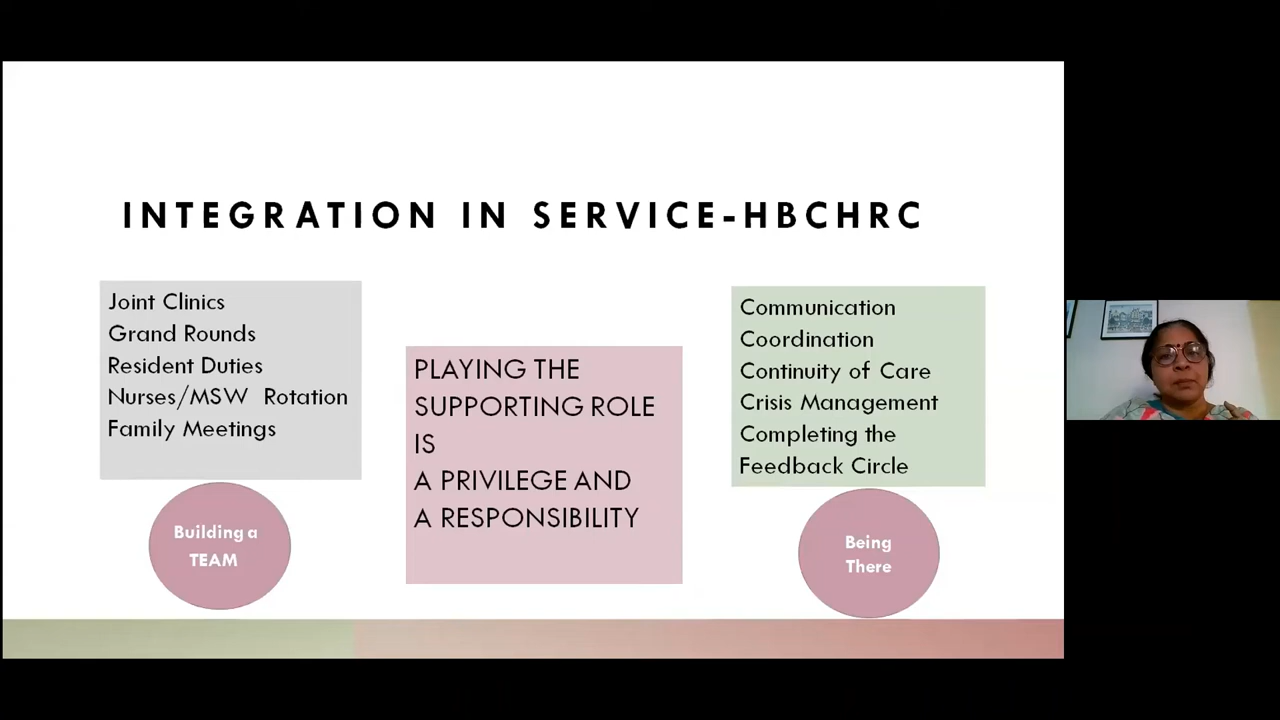 INTEGRATION IN SERVICE-HBCHRC
Joint Clinics
Grand Rounds
Resident Duties
Nurses/MSW Rotation
Family Meetings
Building a
TEAM
PLAYING THE
SUPPORTING ROLE
IS
A PRIVILEGE AND
A RESPONSIBILITY
Communication
Coordination
Continuity of Care
Crisis Management
Completing the
Feedback Circle
Being
There